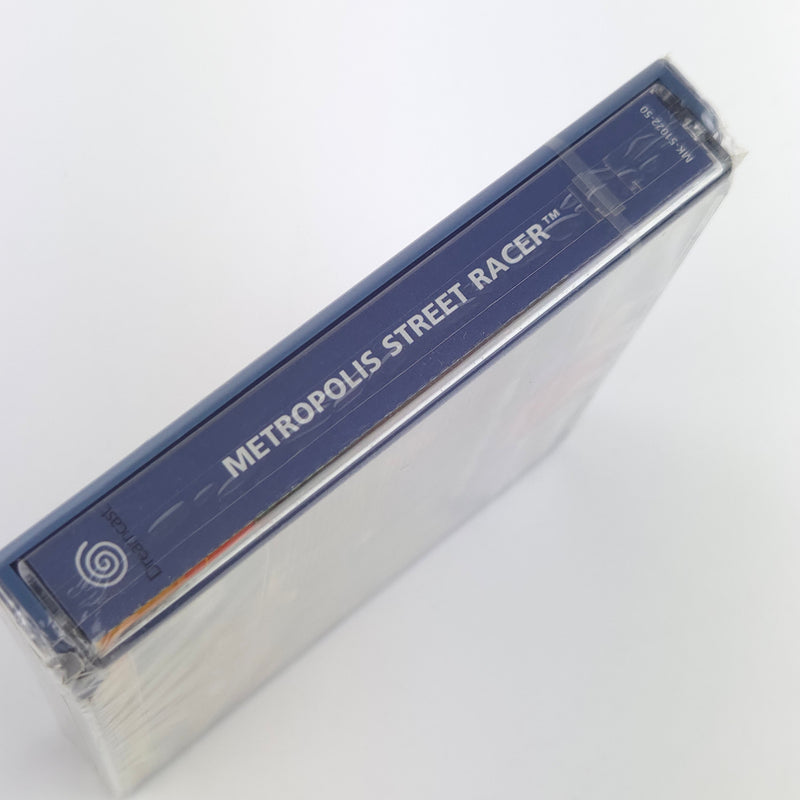 Dreamcast
METROPOLIS STREET RACER™
MK-51022-50